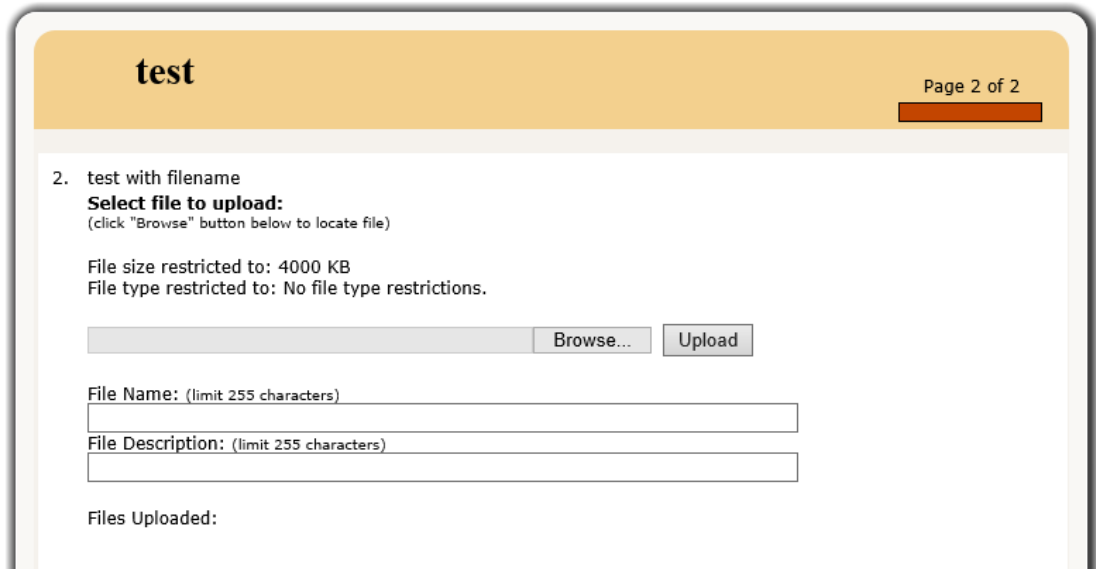 test
Page 2 of 2
2. test with filename
Select file to upload:
(click "Browse" button below to locate file)
File size restricted to: 4000 KB
File type restricted to: No file type restrictions.
Browse... Upload
File Name: (limit 255 characters)
File Description: (limit 255 characters)
Files Uploaded: